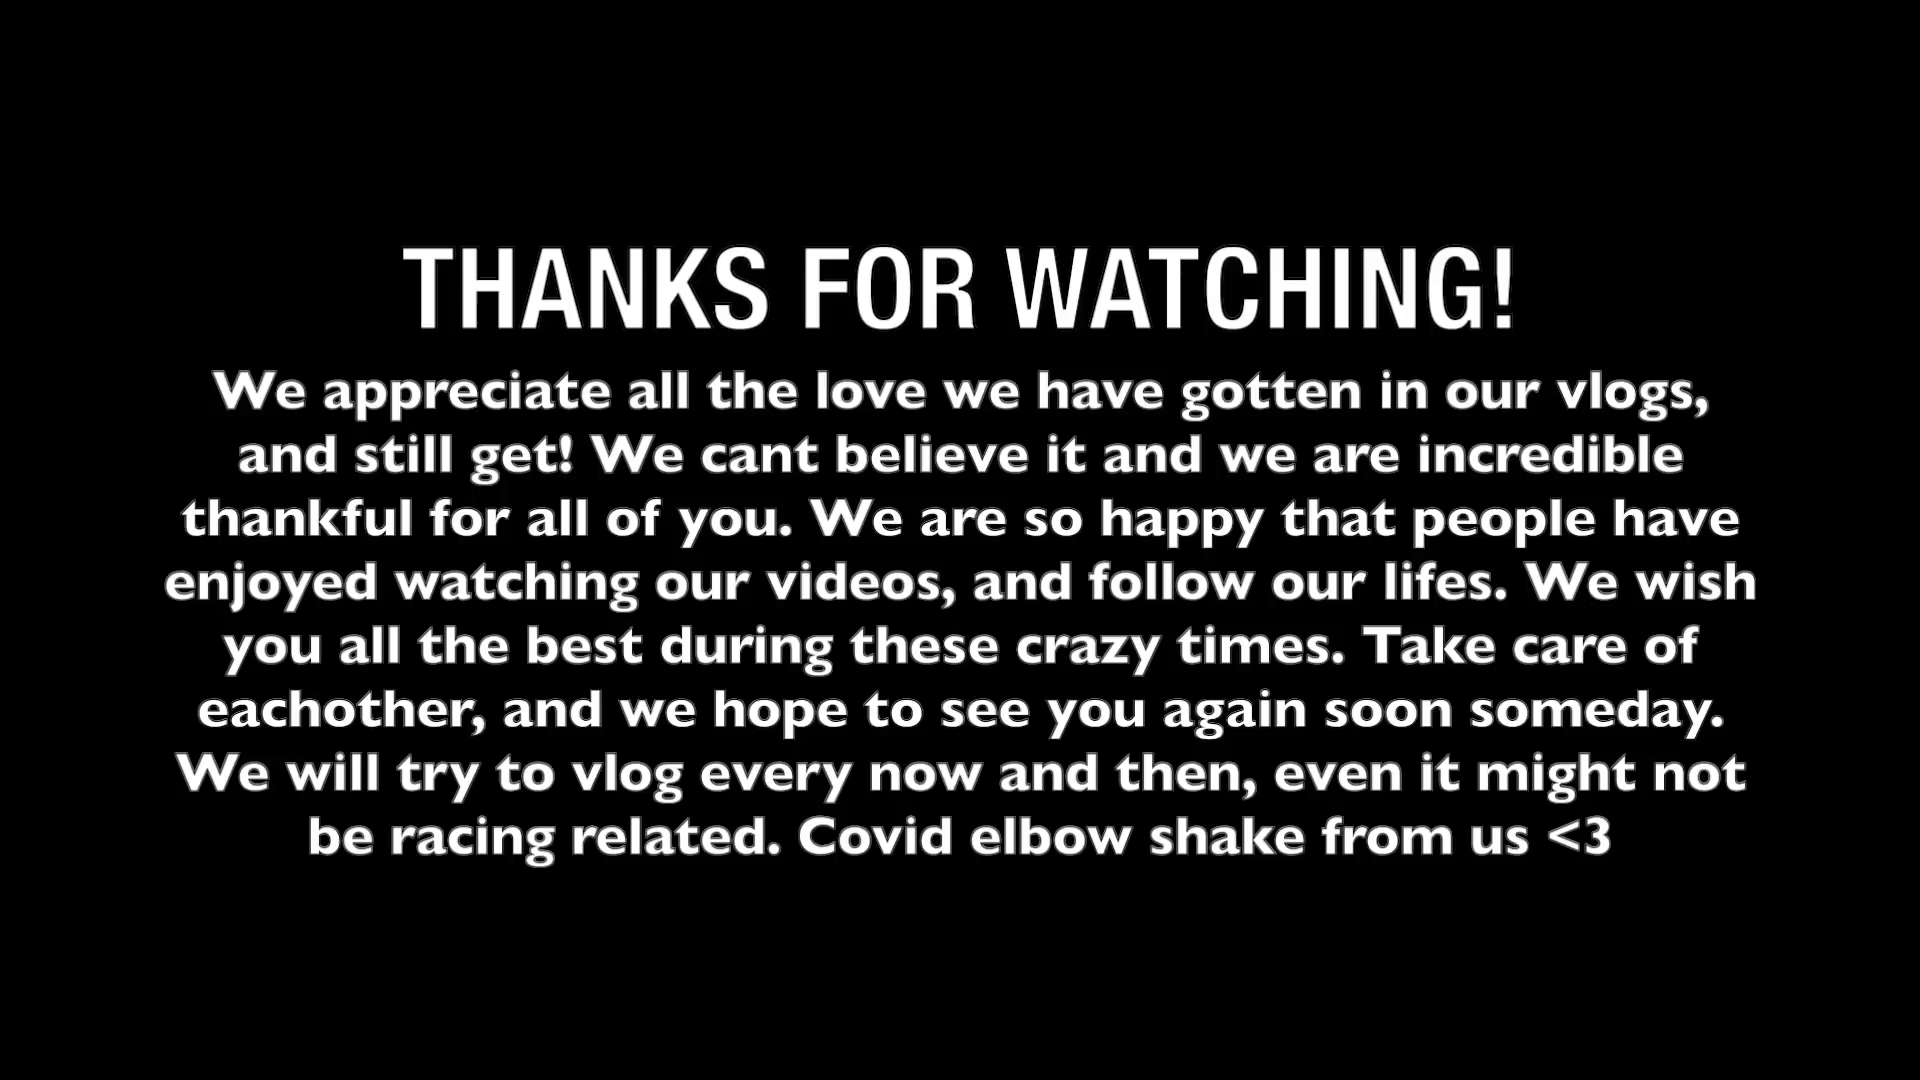 THANKS FOR WATCHING!
We appreciate all the love we have gotten in our vlogs,
and still get! We cant believe it and we are incredible
thankful for all of you. We are so happy that people have
enjoyed watching our videos, and follow our lifes. We wish
you all the best during these crazy times. Take care of
eachother, and we hope to see you again soon someday.
We will try to vlog every now and then, even it might not
be racing related. Covid elbow shake from us <3